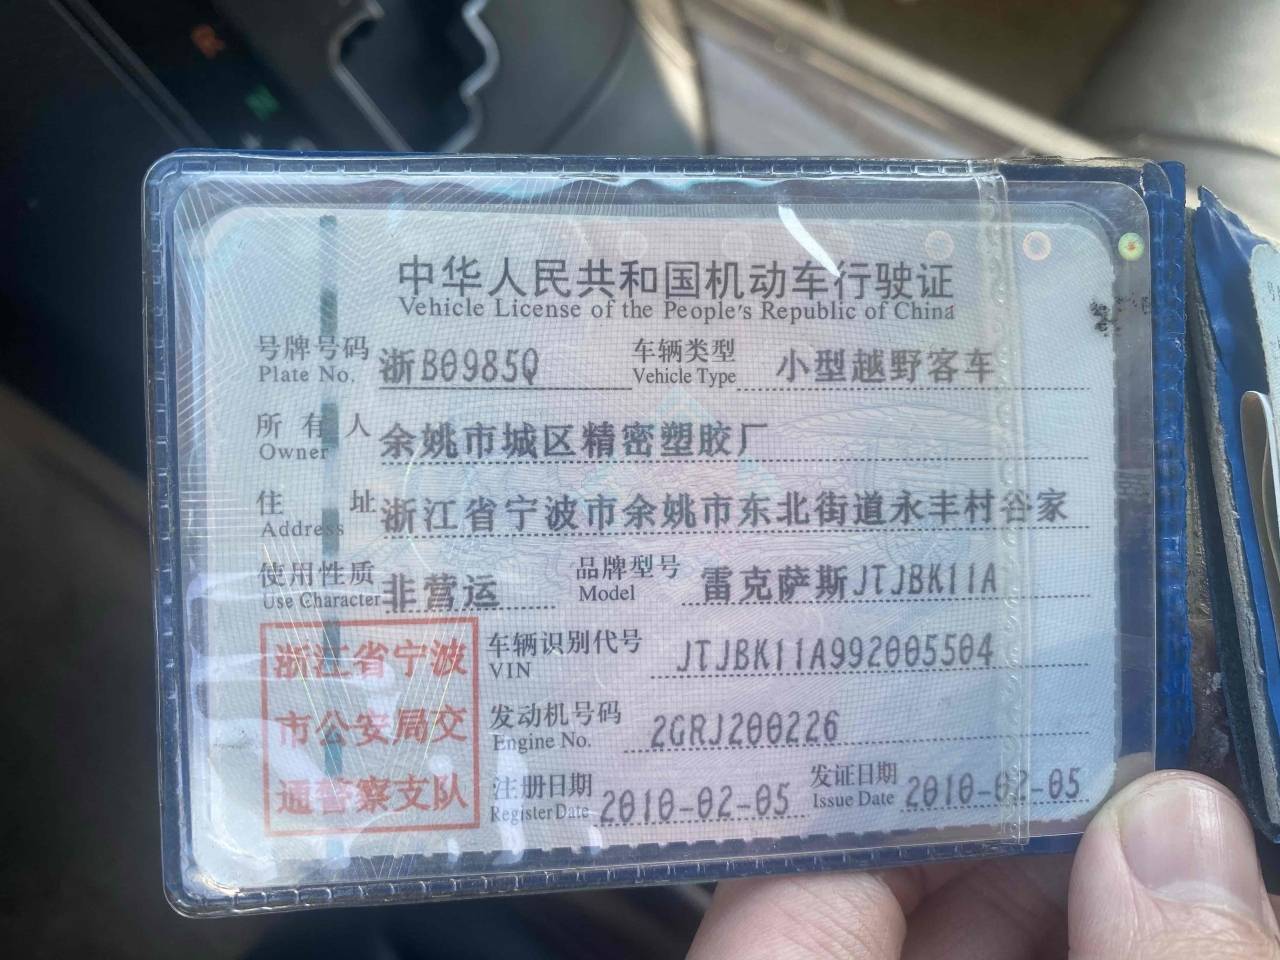 R
N
中华人民共和国机动车行驶证
Vehicle License of the People's Republic of China
号牌号码 浙B0985Q 车辆类型 小型越野客车
Plate No. Vehicle Type
所有人 余姚市城区精密塑胶厂
Owner
住址 浙江省宁波市余姚市东北街道永丰村谷家
Address
使用性质 非营运 品牌型号 雷克萨斯JTJBK11A
Use Character Model
浙江省宁波
市公安局交
通警察支队
车辆识别代号 JTJBK11A992005504
VIN
发动机号码 2GRJ200226
Engine No.
注册日期 2010-02-05 发证日期 2010-02-05
Register Date Issue Date